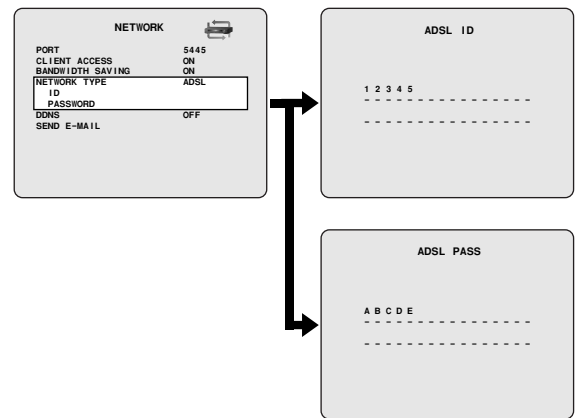 NETWORK
PORT 5445
CLIENT ACCESS ON
BANDWIDTH SAVING ON
NETWORK TYPE ADSL
ID
PASSWORD
DDNS OFF
SEND E-MAIL
ADSL ID
1 2 3 4 5
- - - - - - - - - - - - - - - -
- - - - - - - - - - - - - - - -
ADSL PASS
A B C D E
- - - - - - - - - - - - - - - -
- - - - - - - - - - - - - - - -